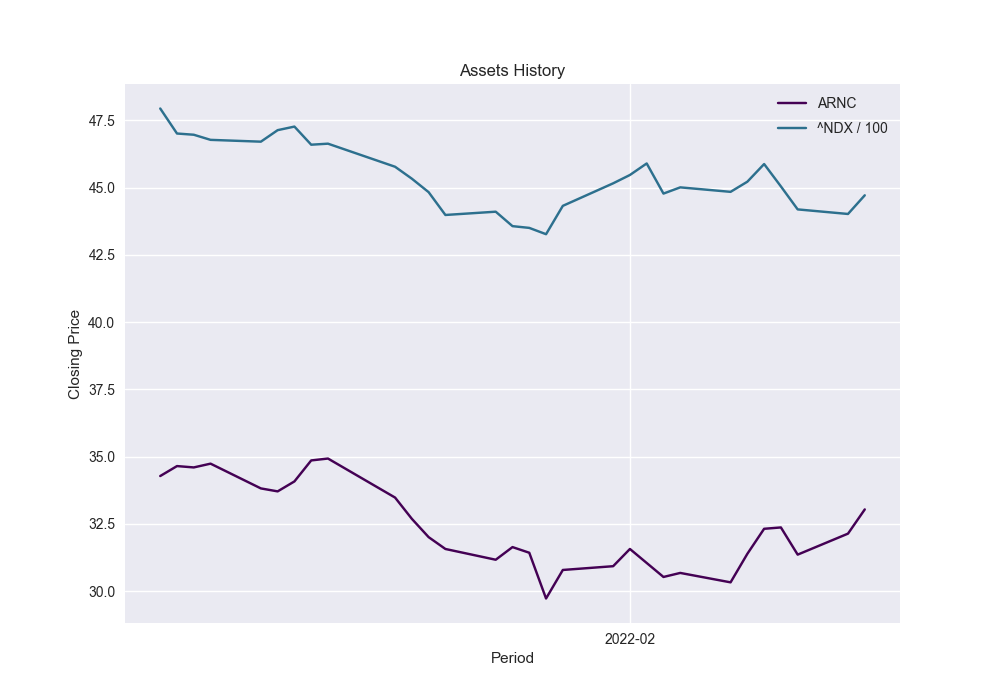 Assets History
ARNC
^NDX / 100
47.5
45.0
42.5
40.0
37.5
35.0
32.5
30.0
Closing Price
2022-02
Period